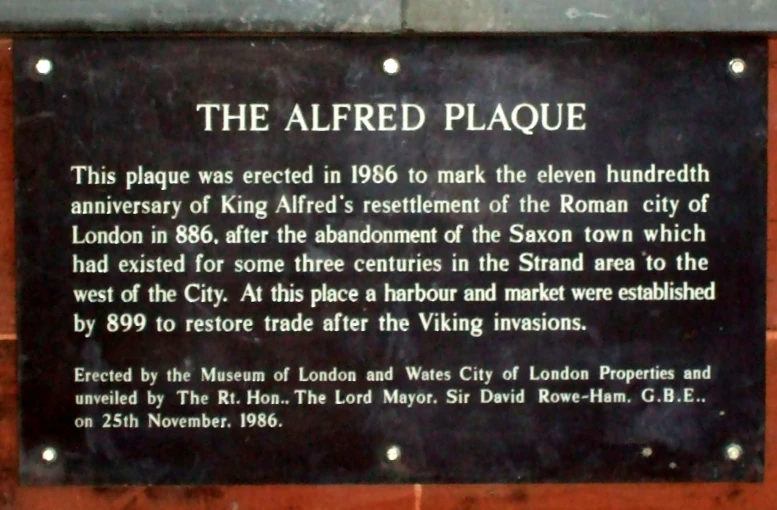 THE ALFRED PLAQUE
This plaque was erected in 1986 to mark the eleven hundredth
anniversary of King Alfred's resettlement of the Roman city of
London in 886, after the abandonment of the Saxon town which
had existed for some three centuries in the Strand area to the
west of the City. At this place a harbour and market were established
by 899 to restore trade after the Viking invasions.
Erected by the Museum of London and Wates City of London Properties and
unveiled by The Rt. Hon., The Lord Mayor, Sir David Rowe-Ham, G.B.E.,
on 25th November, 1986.